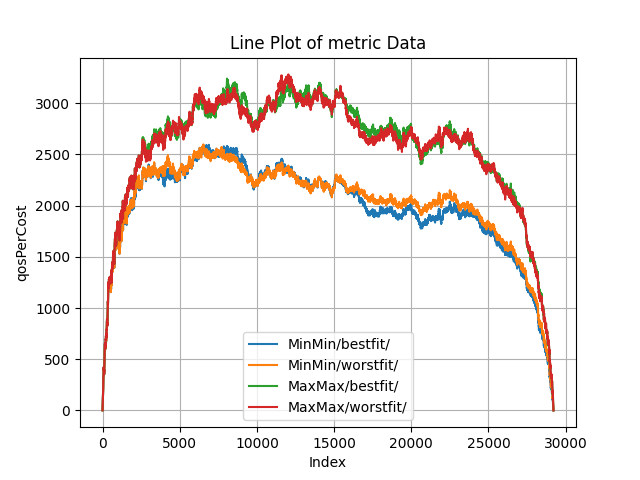 Line Plot of metric Data
qosPerCost
3000
2500
2000
1500
1000
500
0
0 5000 10000 15000 20000 25000 30000
Index
MinMin/bestfit/
MinMin/worstfit/
MaxMax/bestfit/
MaxMax/worstfit/